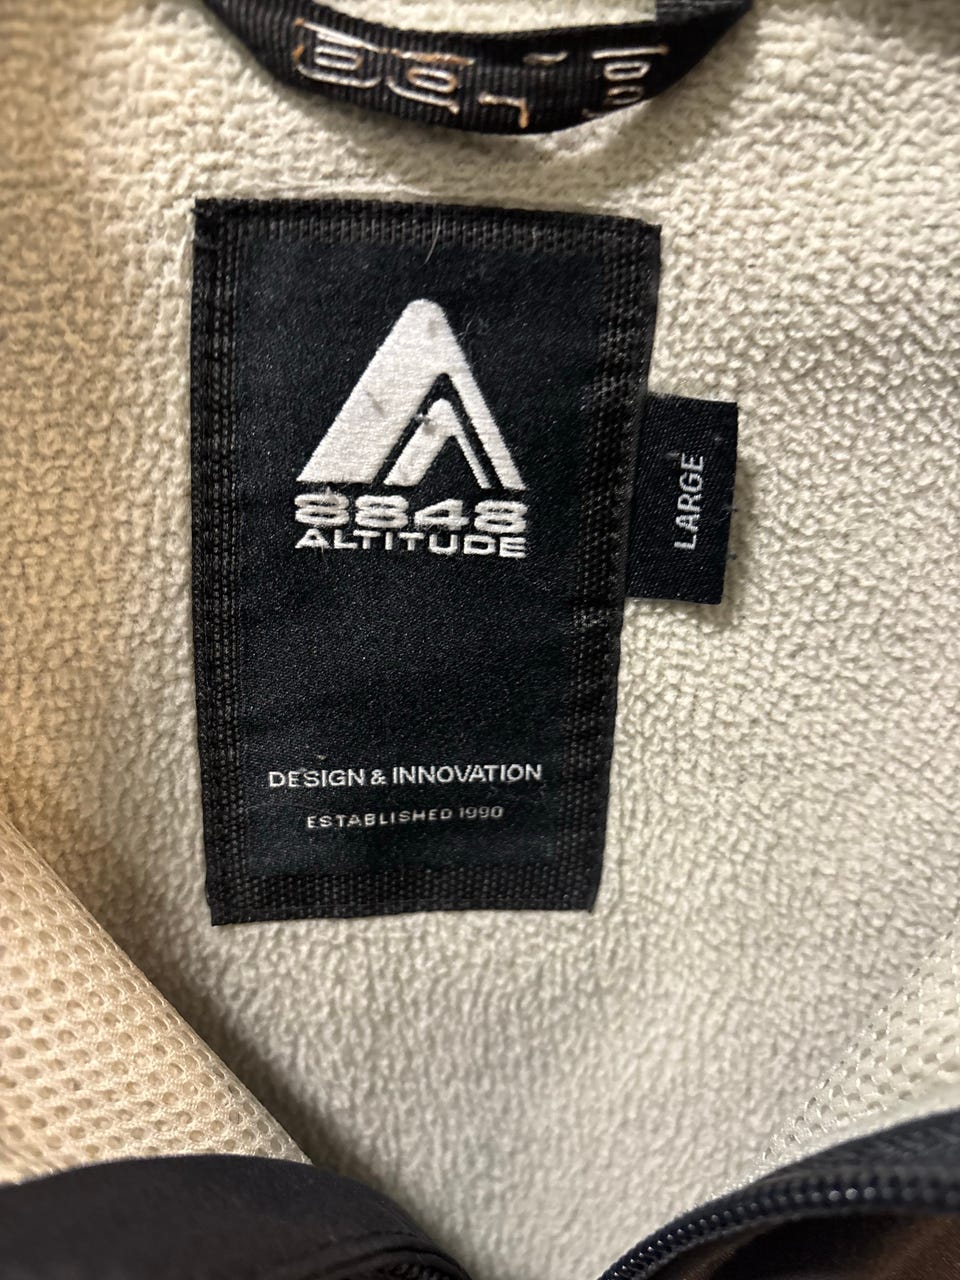 8848
ALTITUDE
LARGE
DESIGN & INNOVATION
ESTABLISHED 1990